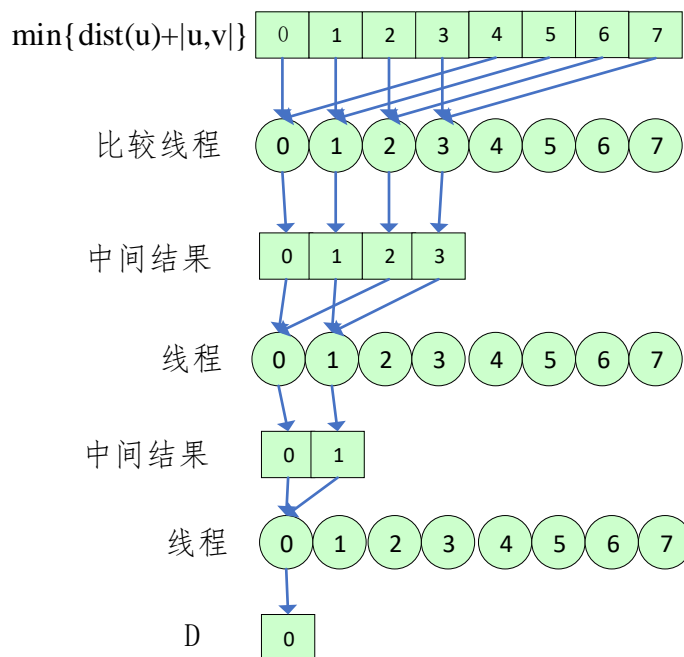 min{dist(u)+|u,v|} 0 1 2 3 4 5 6 7
比较线程 0 1 2 3 4 5 6 7
中间结果 0 1 2 3
线程 0 1 2 3 4 5 6 7
中间结果 0 1
线程 0 1 2 3 4 5 6 7
D 0